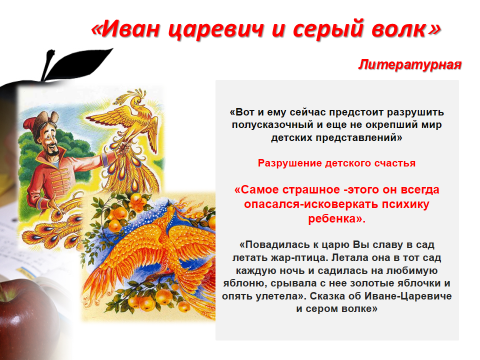 «Иван царевич и серый волк»
Литературная
«Вот и ему сейчас предстоит разрушить
полусказочный и еще не окрепший мир
детских представлений»
Разрушение детского счастья
«Самое страшное -этого он всегда
опасался-исковеркать психику
ребенка».
«Повадилась к царю Вы славу в сад
летать жар-птица. Летала она в тот сад
каждую ночь и садилась на любимую
яблоню, срывала с нее золотые яблочки и
опять улетела». Сказка об Иване-Царевиче
и сером волке»